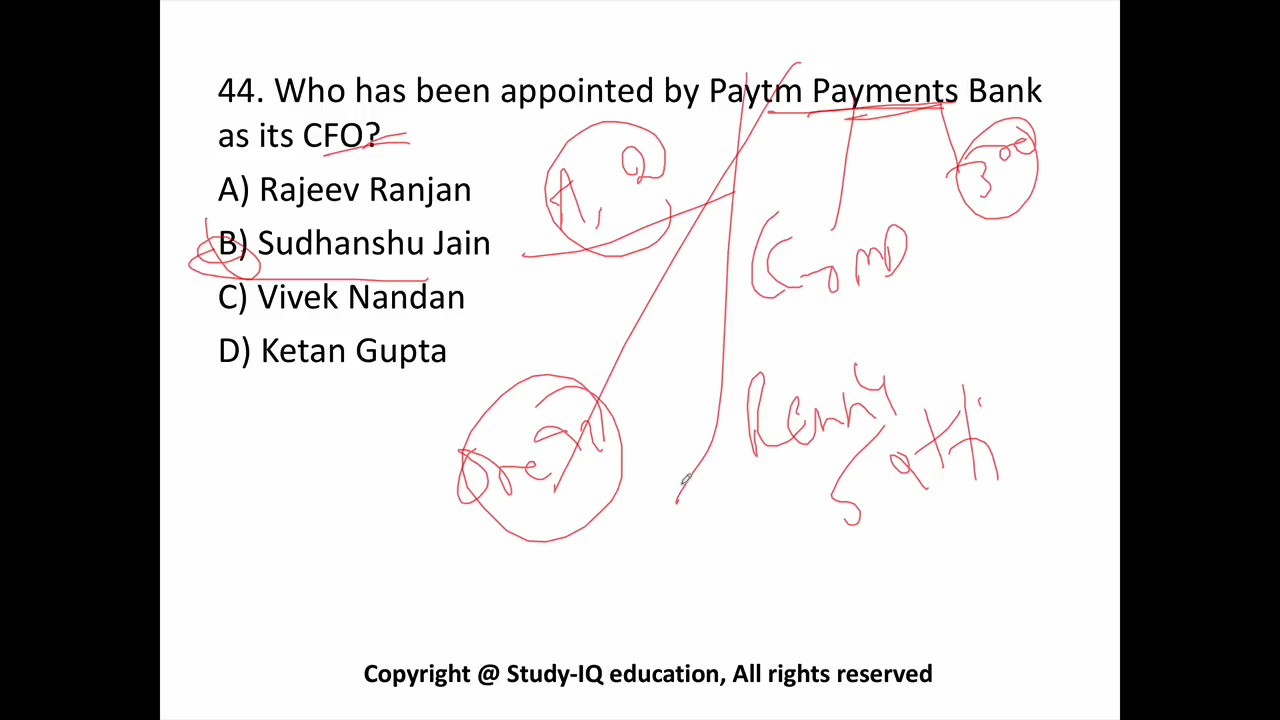 44. Who has been appointed by Paytm Payments Bank
as its CFO?
A) Rajeev Ranjan
B) Sudhanshu Jain
C) Vivek Nandan
D) Ketan Gupta
Copyright @ Study-IQ education, All rights reserved